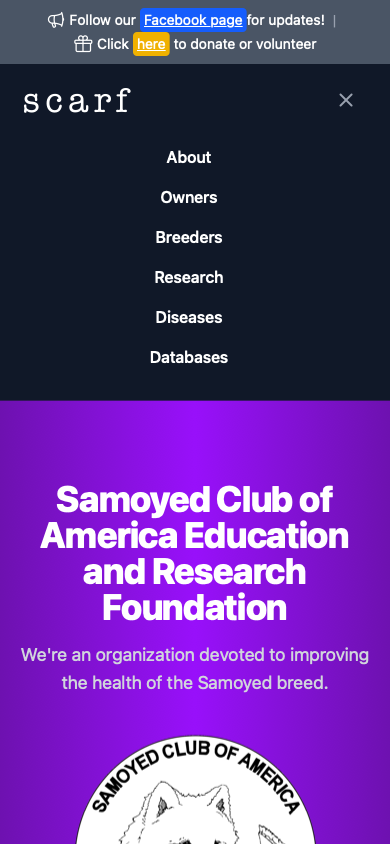 Follow our Facebook page for updates! |
Click here to donate or volunteer
scarf
About
Owners
Breeders
Research
Diseases
Databases
Samoyed Club of
America Education
and Research
Foundation
We're an organization devoted to improving
the health of the Samoyed breed.
SAMOYED CLUB OF AMERICA